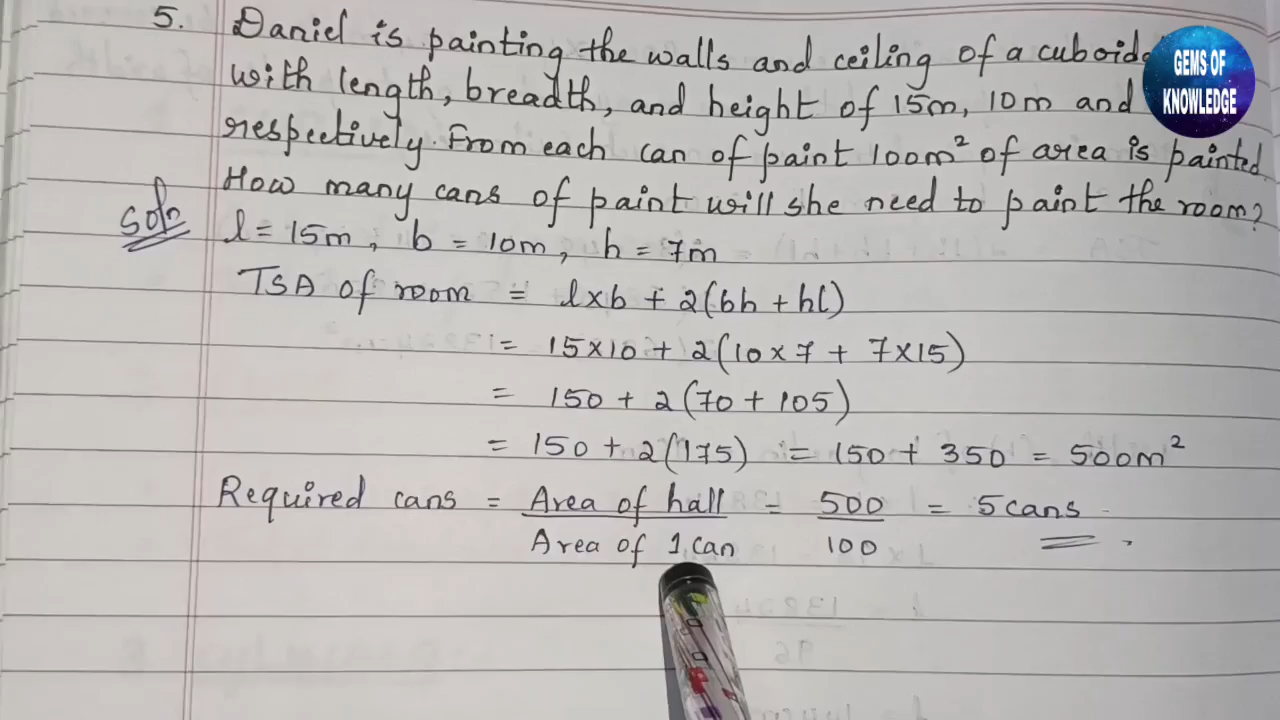 5. Daniel is painting the walls and ceiling of a cuboid
with length, breadth, and height of 15m, 10m and
respectively. From each can of paint 100m² of area is painted.
How many cans of paint will she need to paint the room?
Soln l = 15m, b = 10m, h = 7m
TSA of room = l×b + 2(bh + hl)
= 15×10 + 2(10×7 + 7×15)
= 150 + 2(70 + 105)
= 150 + 2(175) = 150 + 350 = 500m²
Required cans = Area of hall / Area of 1 can = 500 / 100 = 5 cans
GEMS OF
KNOWLEDGE